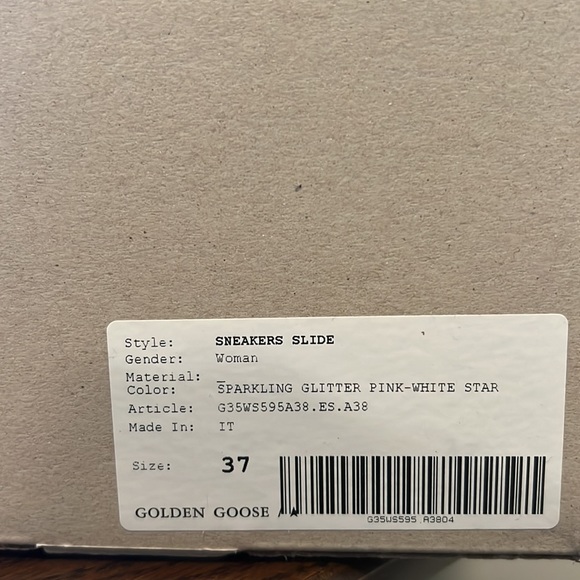 Style: SNEAKERS SLIDE
Gender: Woman
Material: _
Color: SPARKLING GLITTER PINK-WHITE STAR
Article: G35WS595A38.ES.A38
Made In: IT
Size: 37
GOLDEN GOOSE
G35WS595 A3804